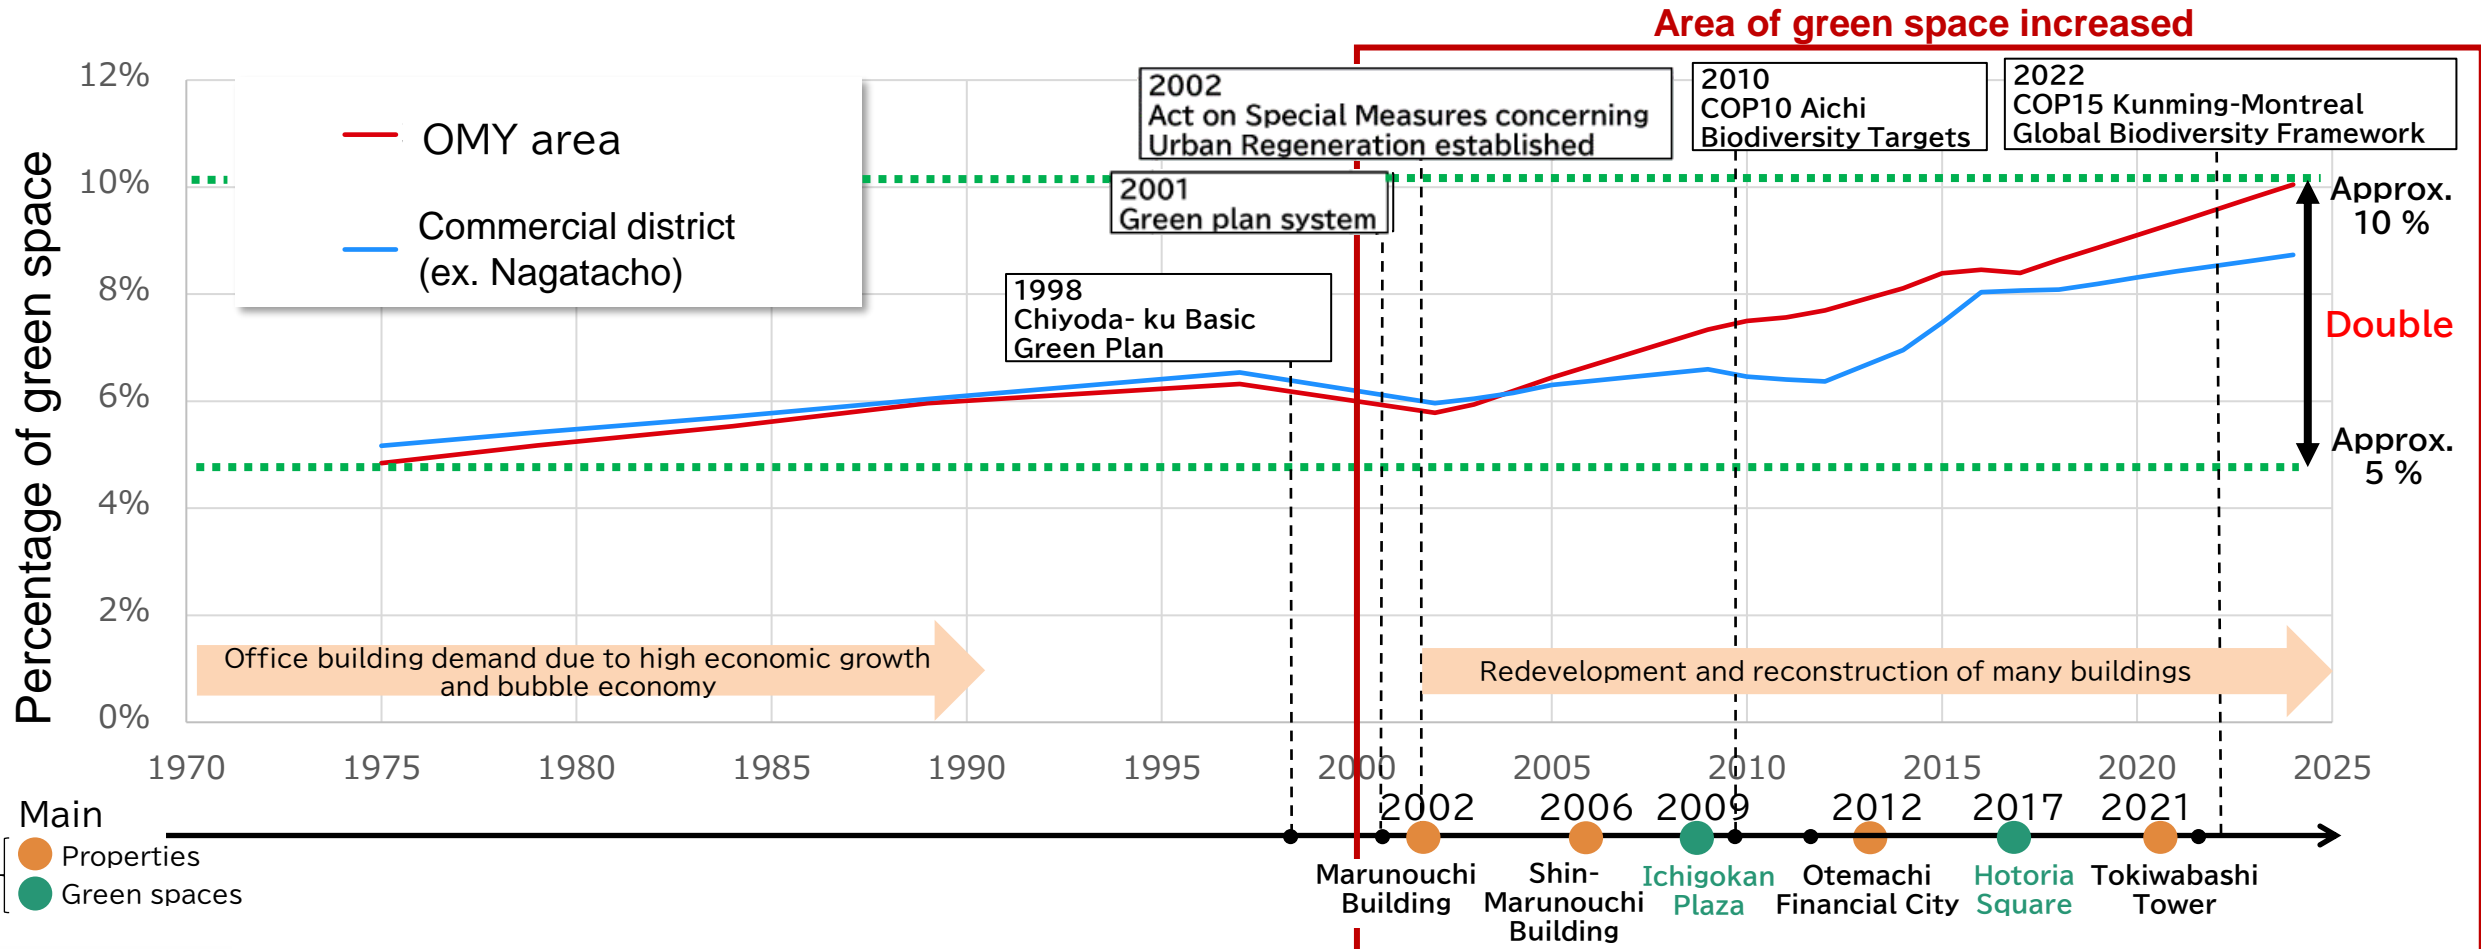 Area of green space increased
12%
10%
8%
6%
4%
2%
0%
Percentage of green space
OMY area
Commercial district
(ex. Nagatacho)
2002
Act on Special Measures concerning
Urban Regeneration established
2010
COP10 Aichi
Biodiversity Targets
2022
COP15 Kunming-Montreal
Global Biodiversity Framework
2001
Green plan system
1998
Chiyoda- ku Basic
Green Plan
Approx.
10 %
Double
Approx.
5 %
Office building demand due to high economic growth
and bubble economy
Redevelopment and reconstruction of many buildings
1970 1975 1980 1985 1990 1995 2000 2005 2010 2015 2020 2025
Main
Properties
Green spaces
2002 2006 2009 2012 2017 2021
Marunouchi
Building
Shin-
Marunouchi
Building
Ichigokan
Plaza
Otemachi
Financial City
Hotoria
Square
Tokiwabashi
Tower